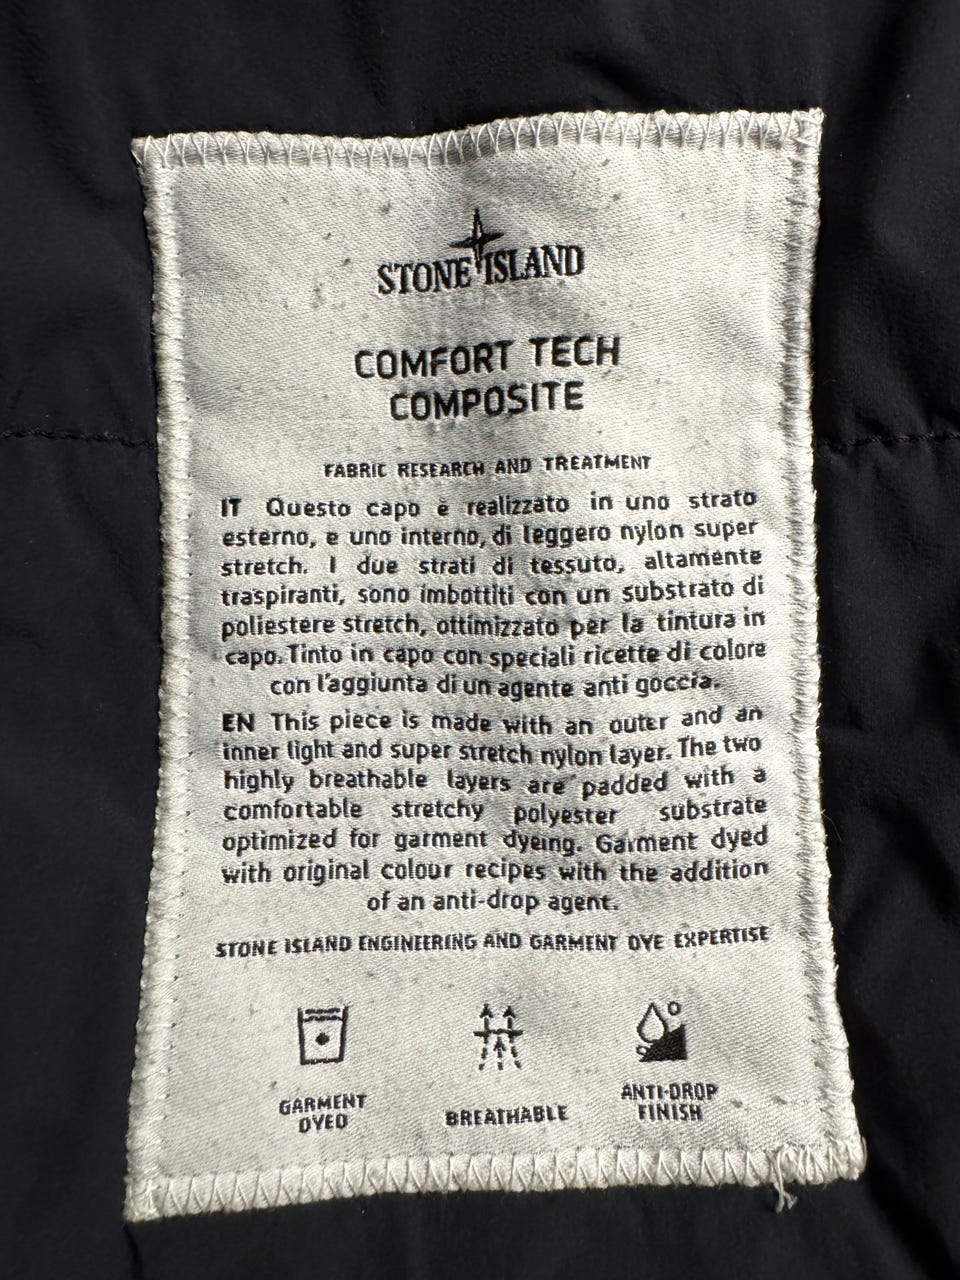 STONE ISLAND
COMFORT TECH
COMPOSITE
FABRIC RESEARCH AND TREATMENT
IT Questo capo è realizzato in uno strato
esterno, e uno interno, di leggero nylon super
stretch. I due strati di tessuto, altamente
traspiranti, sono imbottiti con un substrato di
poliestere stretch, ottimizzato per la tintura in
capo. Tinto in capo con speciali ricette di colore
con l'aggiunta di un agente anti goccia.
EN This piece is made with an outer and an
inner light and super stretch nylon layer. The two
highly breathable layers are padded with a
comfortable stretchy polyester substrate
optimized for garment dyeing. Garment dyed
with original colour recipes with the addition
of an anti-drop agent.
STONE ISLAND ENGINEERING AND GARMENT DYE EXPERTISE
GARMENT
DYED
BREATHABLE
ANTI-DROP
FINISH